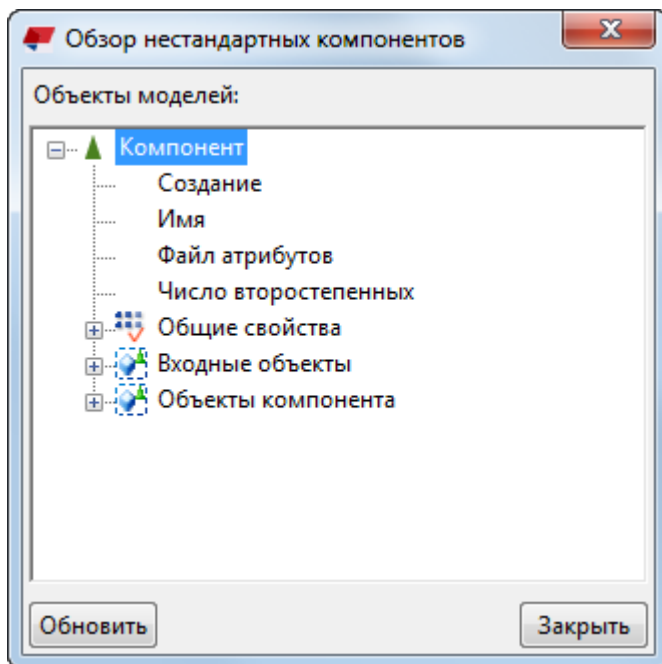 Обзор нестандартных компонентов
Объекты моделей:
Компонент
Создание
Имя
Файл атрибутов
Число второстепенных
Общие свойства
Входные объекты
Объекты компонента
Обновить Закрыть